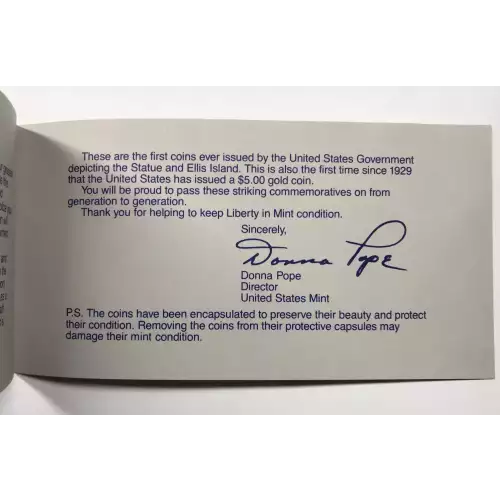 These are the first coins ever issued by the United States Government
depicting the Statue and Ellis Island. This is also the first time since 1929
that the United States has issued a $5.00 gold coin.
You will be proud to pass these striking commemoratives on from
generation to generation.
Thank you for helping to keep Liberty in Mint condition.
Sincerely,
Donna Pope
Donna Pope
Director
United States Mint
P.S. The coins have been encapsulated to preserve their beauty and protect
their condition. Removing the coins from their protective capsules may
damage their mint condition.